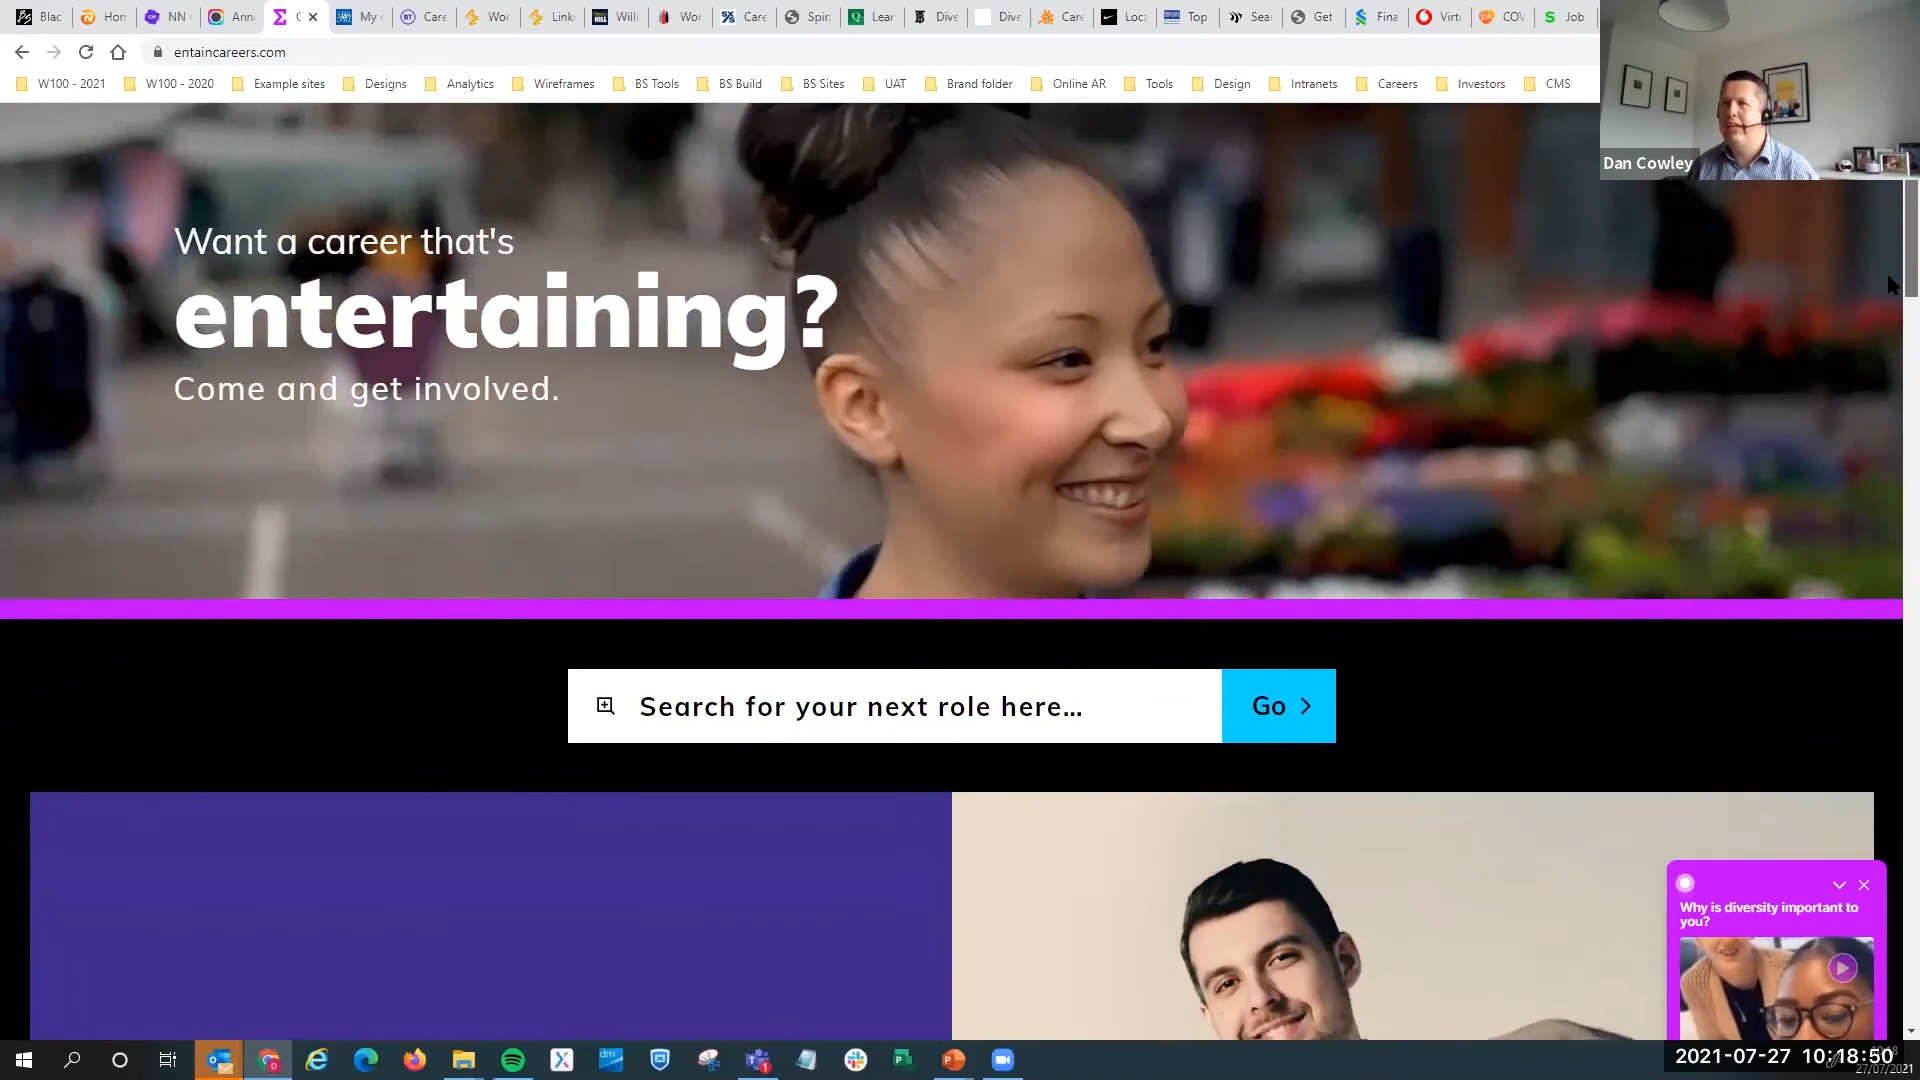 Blac
Hom
NN
Ann
My r
Care
Wor
Link
Willi
Wor
Care
Spira
Lear
Dive
Dive
Care
Loca
Top
Sear
Get
Fina
Virtu
COV
Job
entaincareers.com
W100 - 2021
W100 - 2020
Example sites
Designs
Analytics
Wireframes
BS Tools
BS Build
BS Sites
UAT
Brand folder
Online AR
Tools
Design
Intranets
Careers
Investors
CMS
Dan Cowley
Want a career that's
entertaining?
Come and get involved.
Search for your next role here...
Go
Why is diversity important to
you?
2021-07-27 10:18:50
27/07/2021